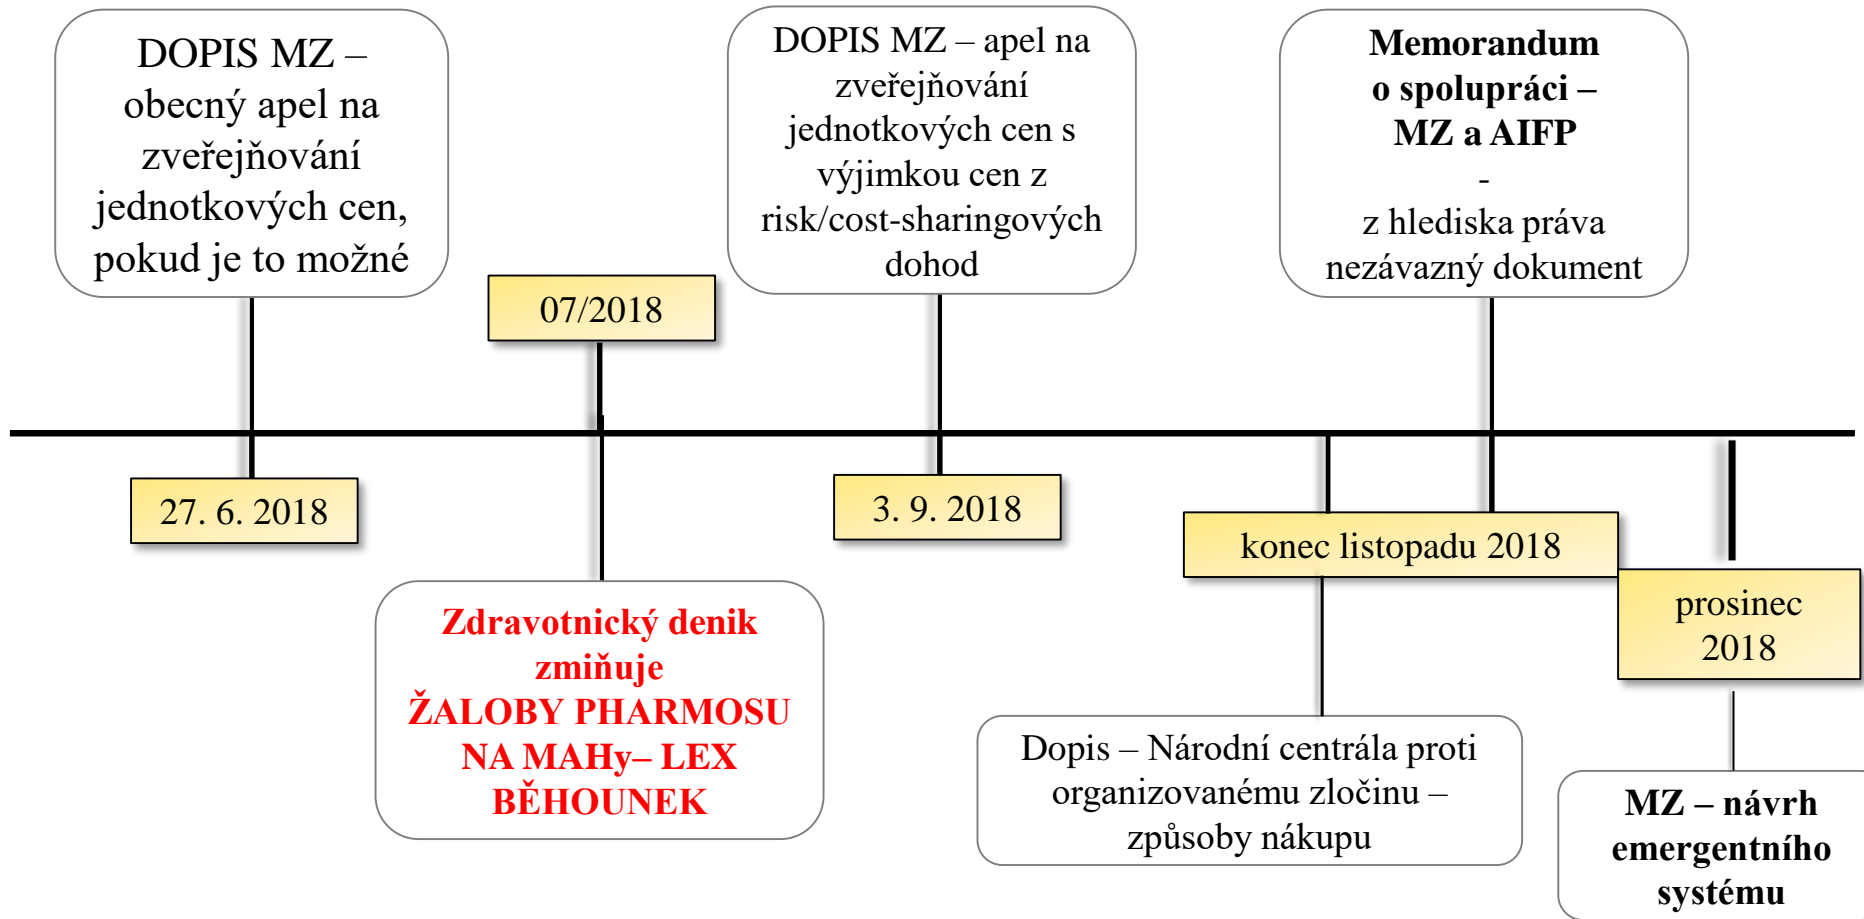 DOPIS MZ –
obecný apel na
zveřejňování
jednotkových cen,
pokud je to možné
27. 6. 2018
07/2018
Zdravotnický denik
zmiňuje
ŽALOBY PHARMOSU
NA MAHy– LEX
BĚHOUNEK
DOPIS MZ – apel na
zveřejňování
jednotkových cen s
výjimkou cen z
risk/cost-sharingových
dohod
3. 9. 2018
Memorandum
o spolupráci –
MZ a AIFP
-
z hlediska práva
nezávazný dokument
konec listopadu 2018
Dopis – Národní centrála proti
organizovanému zločinu –
způsoby nákupu
prosinec
2018
MZ – návrh
emergentního
systému